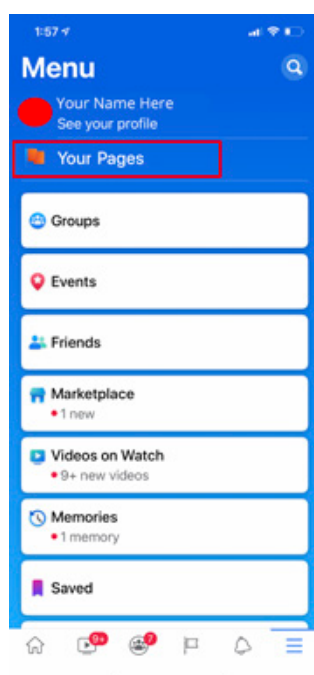 1:57
Menu
Your Name Here
See your profile
Your Pages
Groups
Events
Friends
Marketplace
1 new
Videos on Watch
9+ new videos
Memories
1 memory
Saved
9+ 7